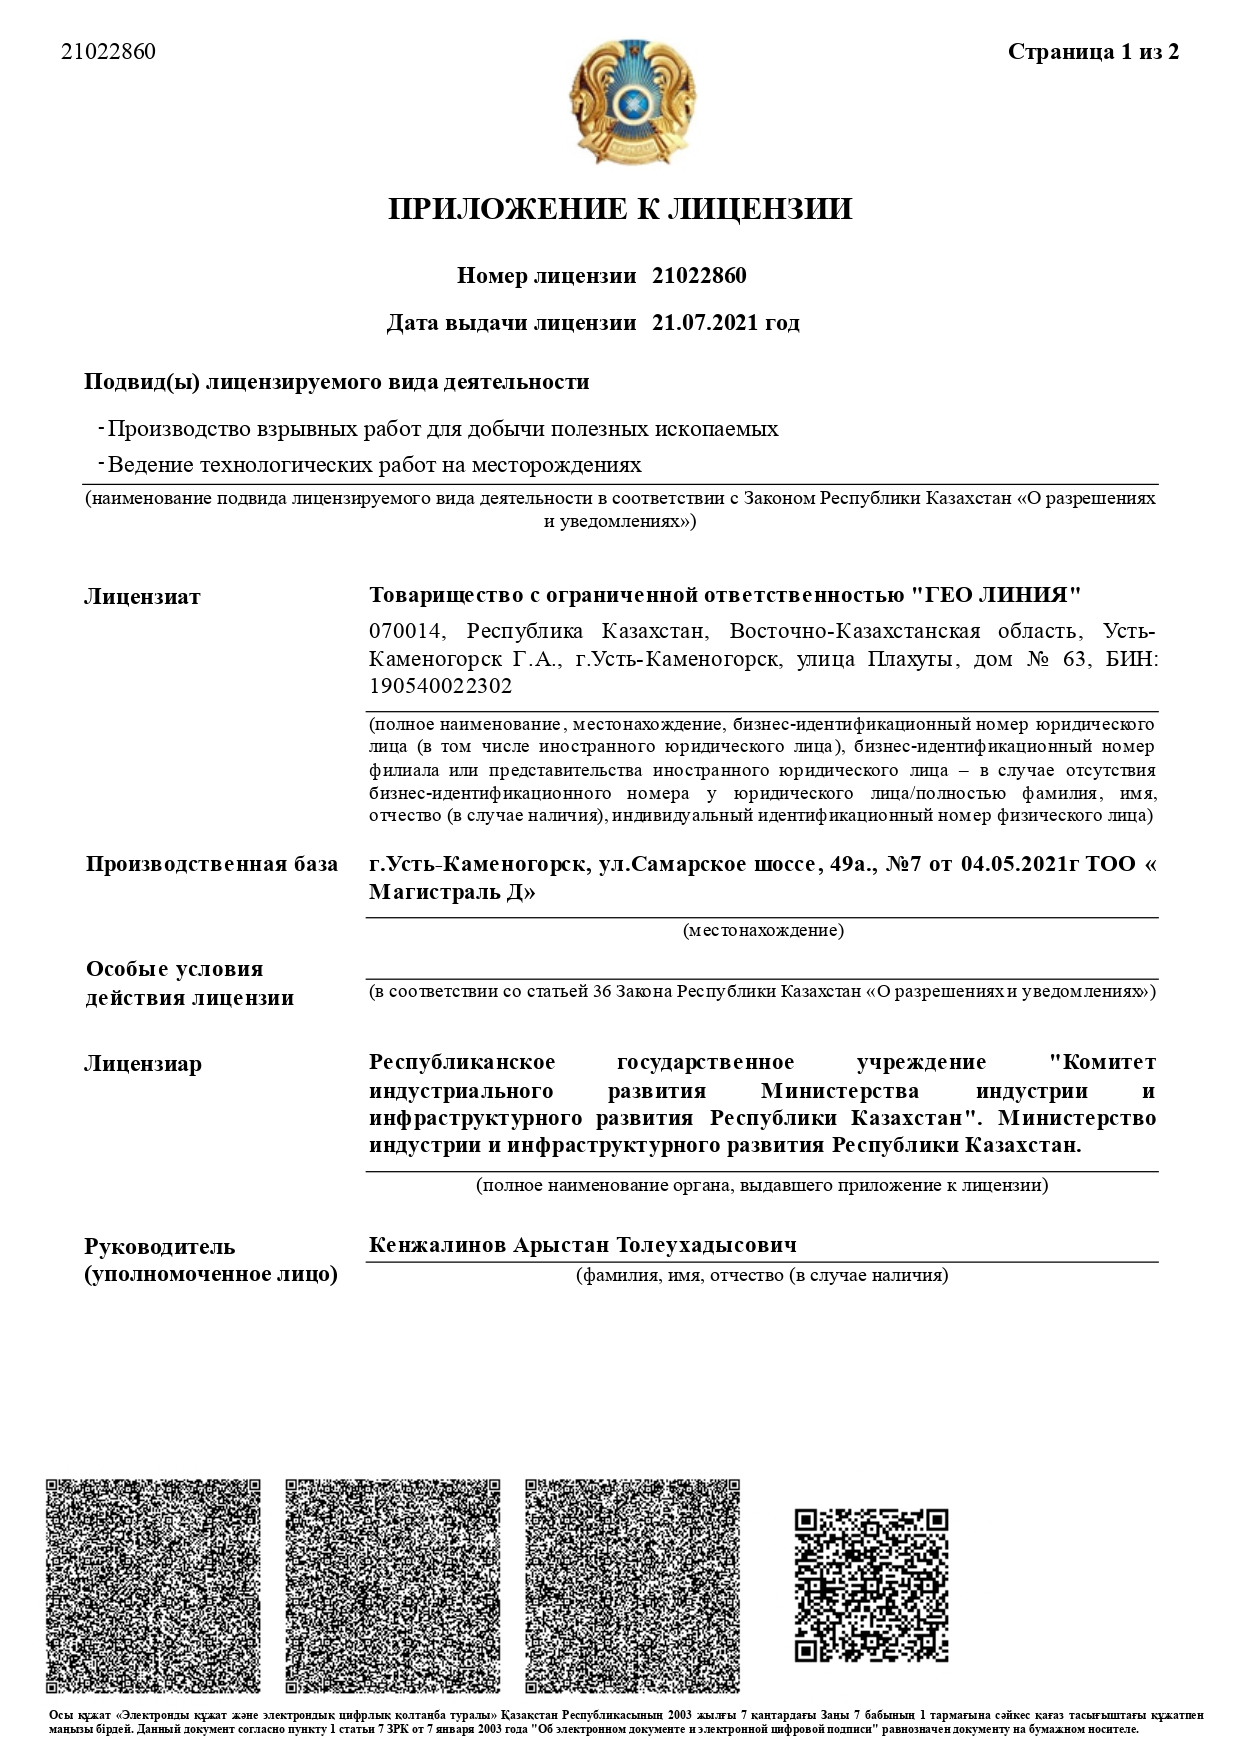 21022860
Страница 1 из 2
ПРИЛОЖЕНИЕ К ЛИЦЕНЗИИ
Номер лицензии 21022860
Дата выдачи лицензии 21.07.2021 год
Подвид(ы) лицензируемого вида деятельности
- Производство взрывных работ для добычи полезных ископаемых
- Ведение технологических работ на месторождениях
(наименование подвида лицензируемого вида деятельности в соответствии с Законом Республики Казахстан «О разрешениях
и уведомлениях»)
Лицензиат
Товарищество с ограниченной ответственностью "ГЕО ЛИНИЯ"
070014, Республика Казахстан, Восточно-Казахстанская область, Усть-
Каменогорск Г.А., г.Усть-Каменогорск, улица Плахуты, дом № 63, БИН:
190540022302
(полное наименование, местонахождение, бизнес-идентификационный номер юридического
лица (в том числе иностранного юридического лица), бизнес-идентификационный номер
филиала или представительства иностранного юридического лица – в случае отсутствия
бизнес-идентификационного номера у юридического лица/полностью фамилия, имя,
отчество (в случае наличия), индивидуальный идентификационный номер физического лица)
Производственная база
г.Усть-Каменогорск, ул.Самарское шоссе, 49а., №7 от 04.05.2021г ТОО «
Магистраль Д»
(местонахождение)
Особые условия
действия лицензии
(в соответствии со статьей 36 Закона Республики Казахстан «О разрешениях и уведомлениях»)
Лицензиар
Республиканское государственное учреждение "Комитет
индустриального развития Министерства индустрии и
инфраструктурного развития Республики Казахстан". Министерство
индустрии и инфраструктурного развития Республики Казахстан.
(полное наименование органа, выдавшего приложение к лицензии)
Руководитель
(уполномоченное лицо)
Кенжалинов Арыстан Толеухадысович
(фамилия, имя, отчество (в случае наличия)
Осы құжат «Электронды құжат және электрондық цифрлық қолтанба туралы» Қазақстан Республикасының 2003 жылғы 7 қантардағы Заңы 7 бабының 1 тармағына сәйкес қағаз тасығыштағы құжатпен
маңызы бірдей. Данный документ согласно пункту 1 статьи 7 ЗРК от 7 января 2003 года "Об электронном документе и электронной цифровой подписи" равнозначен документу на бумажном носителе.